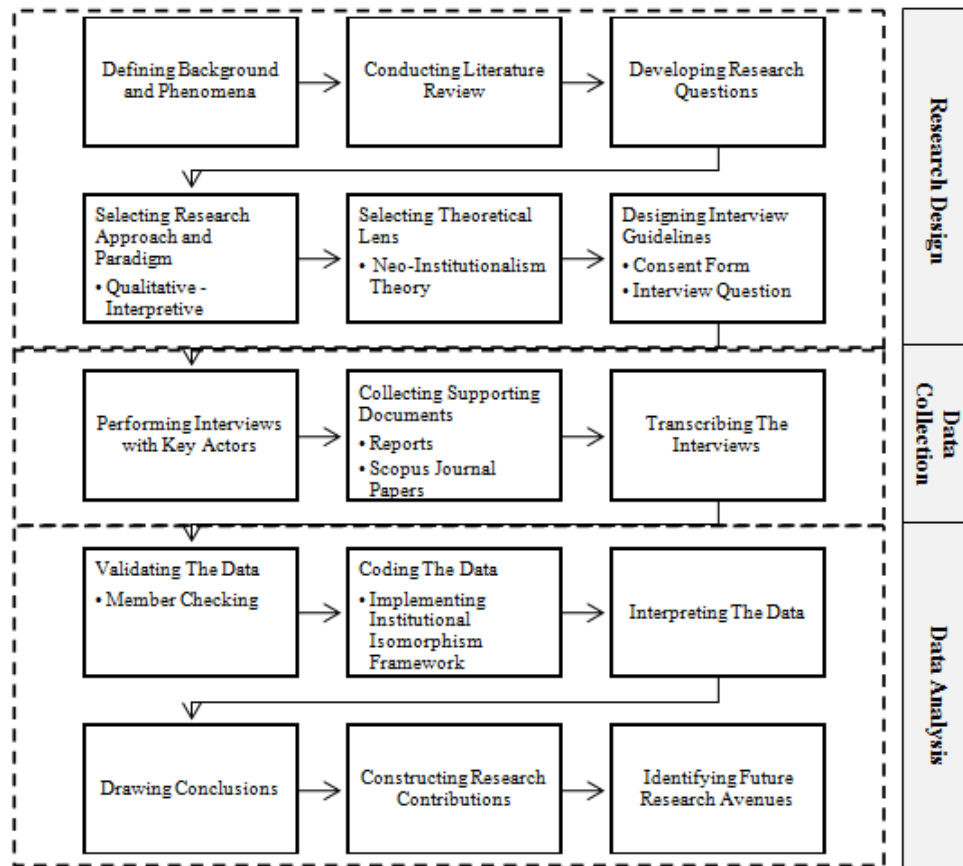 Defining Background
and Phenomena
Conducting Literature
Review
Developing Research
Questions
Selecting Research
Approach and
Paradigm
• Qualitative -
Interpretive
Selecting Theoretical
Lens
• Neo-Institutionalism
Theory
Designing Interview
Guidelines
• Consent Form
• Interview Question
Research Design
Performing Interviews
with Key Actors
Collecting Supporting
Documents
• Reports
• Scopus Journal
Papers
Transcribing The
Interviews
Data
Collection
Validating The Data
• Member Checking
Coding The Data
• Implementing
Institutional
Isomorphism
Framework
Interpreting The Data
Drawing Conclusions
Constructing Research
Contributions
Identifying Future
Research Avenues
Data Analysis